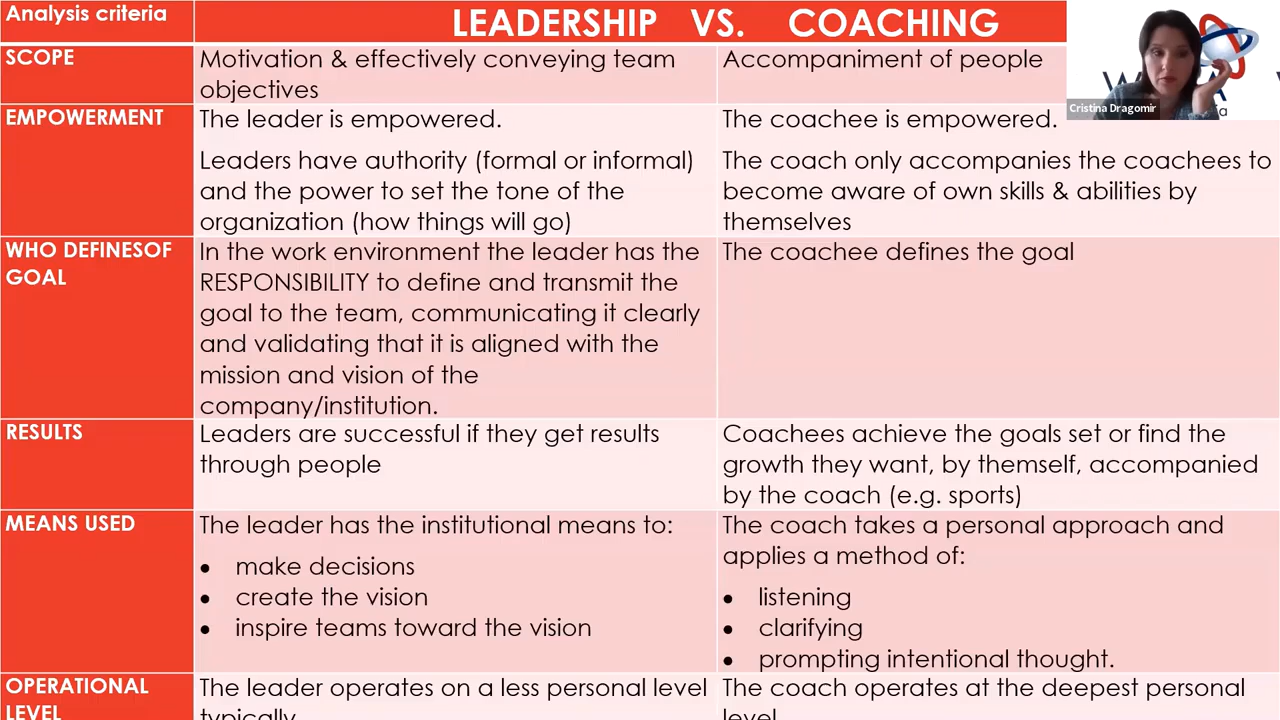 Analysis criteria
LEADERSHIP VS. COACHING
SCOPE
Motivation & effectively conveying team
objectives
Accompaniment of people
Cristina Dragomir
EMPOWERMENT
The leader is empowered.
Leaders have authority (formal or informal)
and the power to set the tone of the
organization (how things will go)
The coachee is empowered.
The coach only accompanies the coachees to
become aware of own skills & abilities by
themselves
WHO DEFINESOF
GOAL
In the work environment the leader has the
RESPONSIBILITY to define and transmit the
goal to the team, communicating it clearly
and validating that it is aligned with the
mission and vision of the
company/institution.
The coachee defines the goal
RESULTS
Leaders are successful if they get results
through people
Coachees achieve the goals set or find the
growth they want, by themself, accompanied
by the coach (e.g. sports)
MEANS USED
The leader has the institutional means to:
• make decisions
• create the vision
• inspire teams toward the vision
The coach takes a personal approach and
applies a method of:
• listening
• clarifying
• prompting intentional thought.
OPERATIONAL
LEVEL
The leader operates on a less personal level
typically
The coach operates at the deepest personal
level